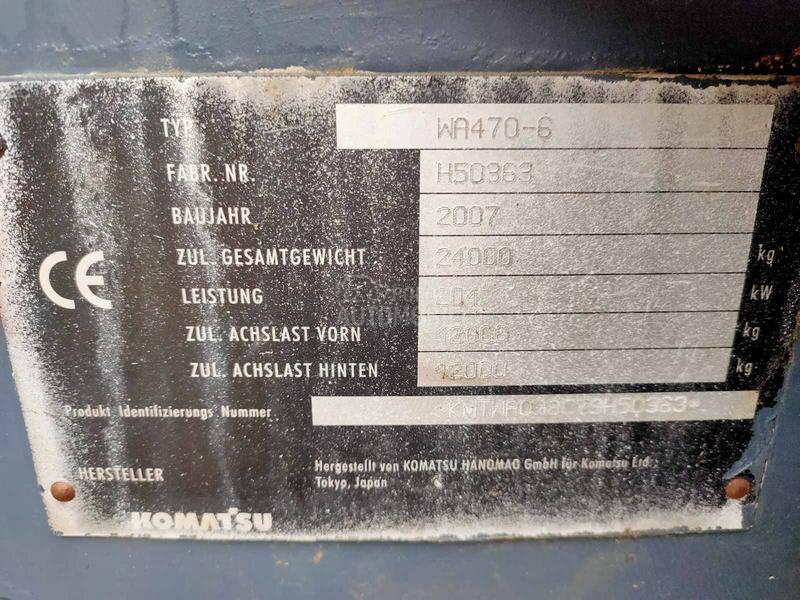 TYP WA470-6
FABR. NR. H50363
BAUJAHR 2007
ZUL. GESAMTGEWICHT 24000 kg
CE
LEISTUNG 204 kW
ZUL. ACHSLAST VORN kg
ZUL. ACHSLAST HINTEN 12000 kg
Produkt Identifizierungs Nummer
HERSTELLER
Hergestellt von KOMATSU HANOMAG GmbH für Komatsu Ltd.
Tokyo, Japan
KOMATSU